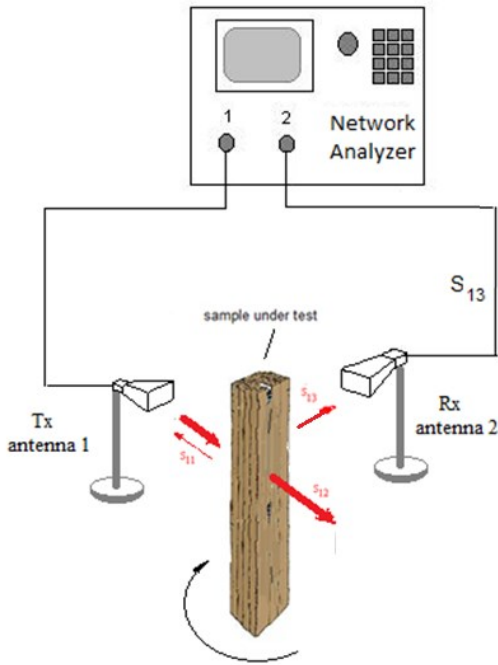 1 2
Network
Analyzer
S13
sample under test
Tx
antenna 1
S13
Rx
antenna 2
S11
S12